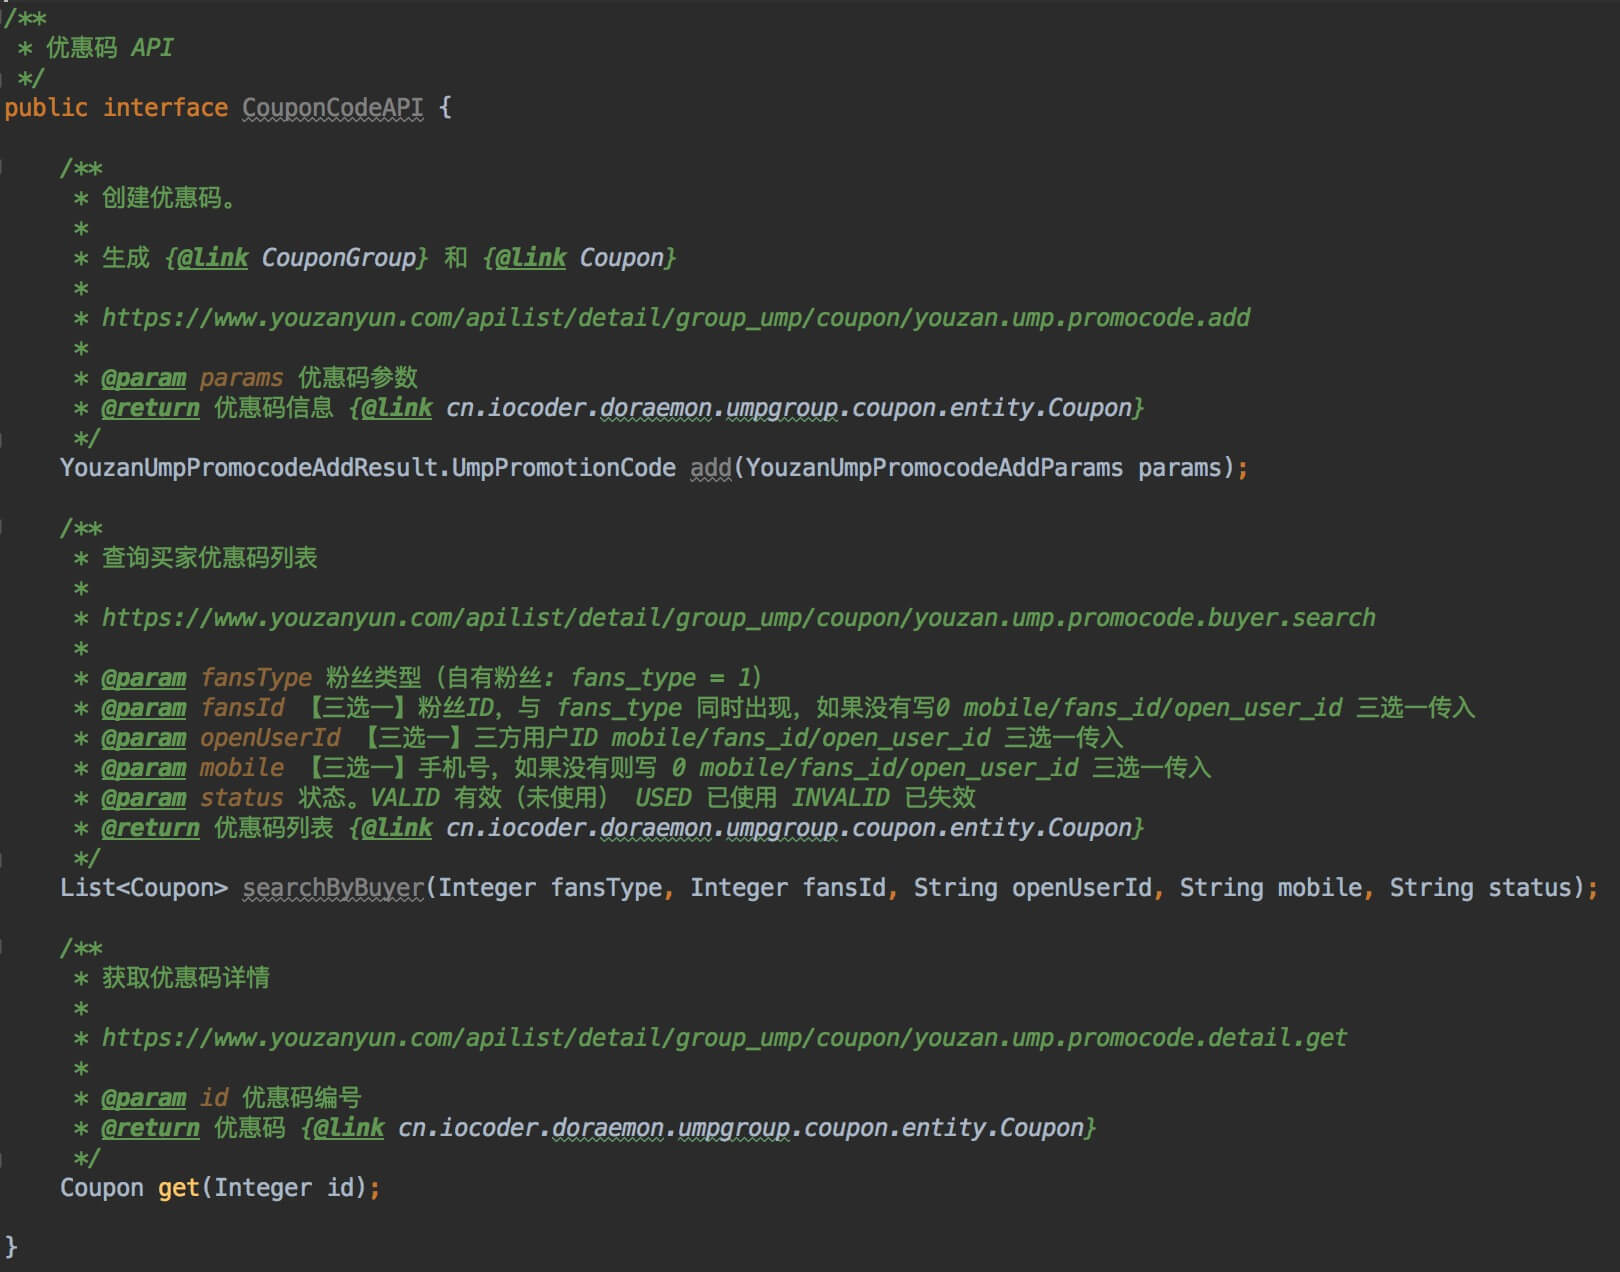 /**
 * 优惠码 API
 */
public interface CouponCodeAPI {
    /**
     * 创建优惠码。
     *
     * 生成 {@link CouponGroup} 和 {@link Coupon}
     *
     * https://www.youzanyun.com/apilist/detail/group_ump/coupon/youzan.ump.promocode.add
     *
     * @param params 优惠码参数
     * @return 优惠码信息 {@link cn.iocoder.doraemon.umpgroup.coupon.entity.Coupon}
     */
    YouzanUmpPromocodeAddResult.UmpPromotionCode add(YouzanUmpPromocodeAddParams params);
    /**
     * 查询买家优惠码列表
     *
     * https://www.youzanyun.com/apilist/detail/group_ump/coupon/youzan.ump.promocode.buyer.search
     *
     * @param fansType 粉丝类型（自有粉丝: fans_type = 1）
     * @param fansId 【三选一】粉丝ID，与 fans_type 同时出现，如果没有写0 mobile/fans_id/open_user_id 三选一传入
     * @param openUserId 【三选一】三方用户ID mobile/fans_id/open_user_id 三选一传入
     * @param mobile 【三选一】手机号，如果没有则写 0 mobile/fans_id/open_user_id 三选一传入
     * @param status 状态。VALID 有效（未使用） USED 已使用 INVALID 已失效
     * @return 优惠码列表 {@link cn.iocoder.doraemon.umpgroup.coupon.entity.Coupon}
     */
    List<Coupon> searchByBuyer(Integer fansType, Integer fansId, String openUserId, String mobile, String status);
    /**
     * 获取优惠码详情
     *
     * https://www.youzanyun.com/apilist/detail/group_ump/coupon/youzan.ump.promocode.detail.get
     *
     * @param id 优惠码编号
     * @return 优惠码 {@link cn.iocoder.doraemon.umpgroup.coupon.entity.Coupon}
     */
    Coupon get(Integer id);
}